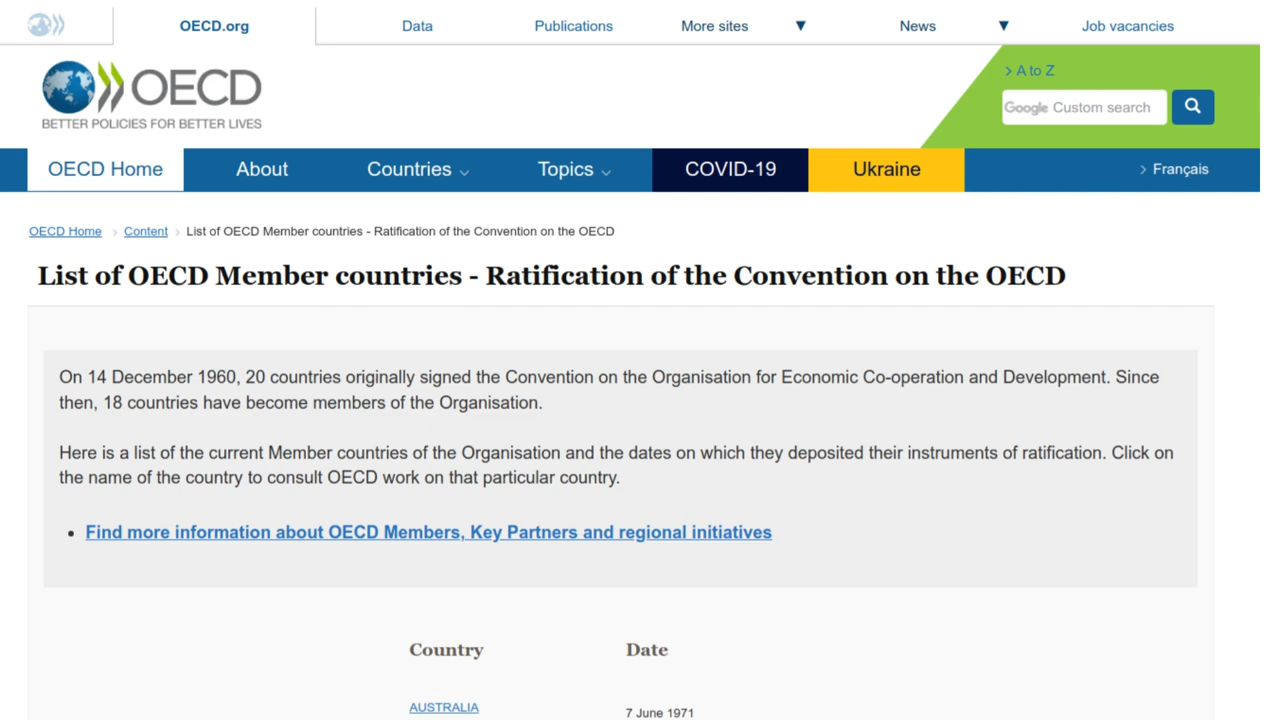 OECD.org Data Publications More sites ▼ News ▼ Job vacancies
> A to Z
OECD
Google Custom search
BETTER POLICIES FOR BETTER LIVES
OECD Home About Countries Topics COVID-19 Ukraine > Français
OECD Home > Content > List of OECD Member countries - Ratification of the Convention on the OECD
List of OECD Member countries - Ratification of the Convention on the OECD
On 14 December 1960, 20 countries originally signed the Convention on the Organisation for Economic Co-operation and Development. Since
then, 18 countries have become members of the Organisation.
Here is a list of the current Member countries of the Organisation and the dates on which they deposited their instruments of ratification. Click on
the name of the country to consult OECD work on that particular country.
• Find more information about OECD Members, Key Partners and regional initiatives
Country Date
AUSTRALIA 7 June 1971